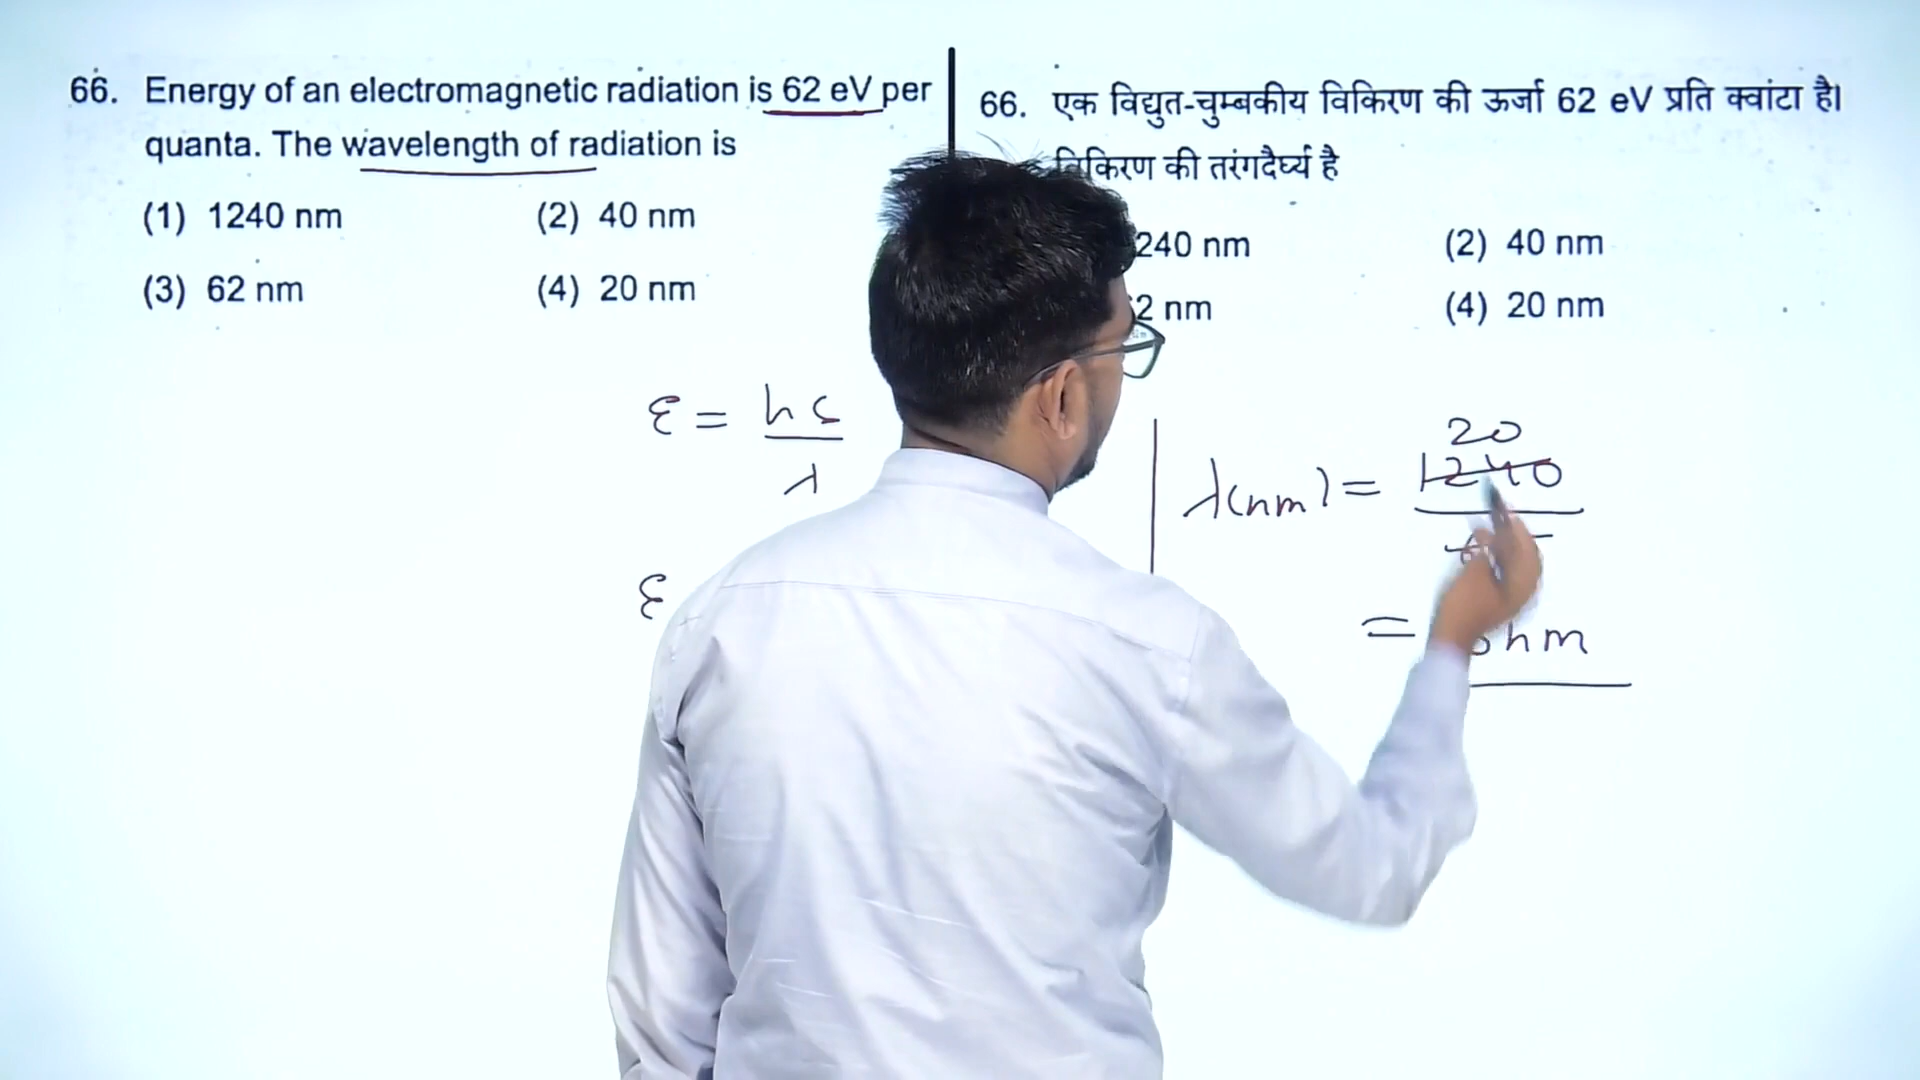 66. Energy of an electromagnetic radiation is 62 eV per
quanta. The wavelength of radiation is
(1) 1240 nm (2) 40 nm
(3) 62 nm (4) 20 nm
66. एक विद्युत-चुम्बकीय विकिरण की ऊर्जा 62 eV प्रति क्वांटा है।
विकिरण की तरंगदैर्घ्य है
240 nm (2) 40 nm
2 nm (4) 20 nm
ε = hc
λ
ε
20
λ(nm) = 1240
= nm